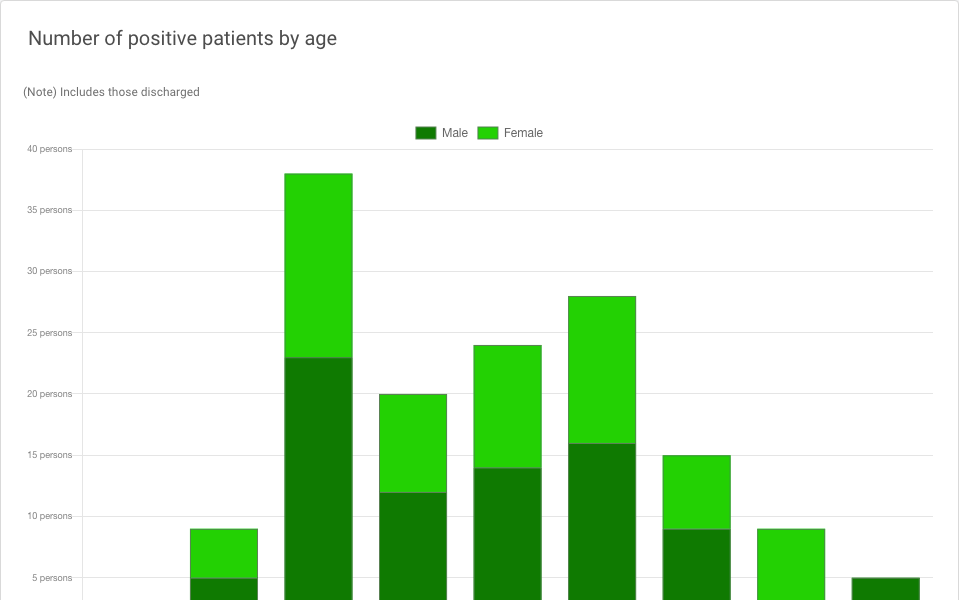 Number of positive patients by age
(Note) Includes those discharged
Male Female
40 persons
35 persons
30 persons
25 persons
20 persons
15 persons
10 persons
5 persons